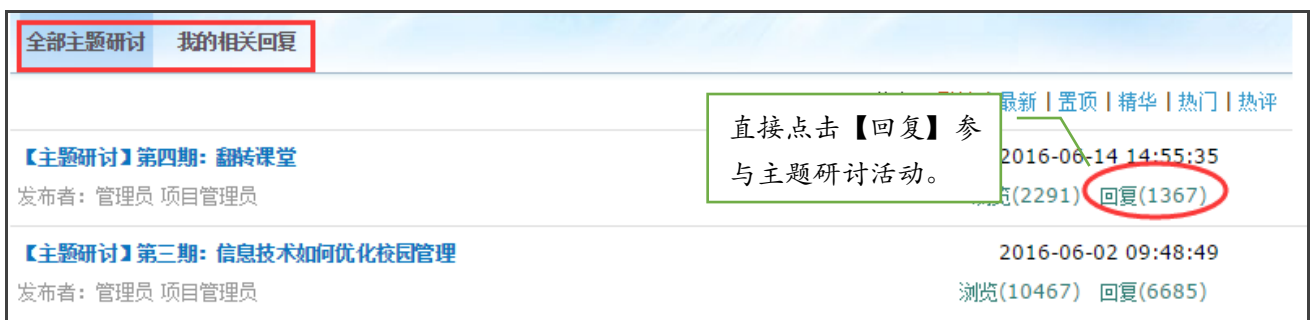 全部主题研讨 我的相关回复
最新 | 置顶 | 精华 | 热门 | 热评
直接点击【回复】参
与主题研讨活动。
【主题研讨】第四期：翻转课堂
2016-06-14 14:55:35
发布者：管理员 项目管理员
(2291) 回复(1367)
【主题研讨】第三期：信息技术如何优化校园管理
2016-06-02 09:48:49
发布者：管理员 项目管理员
浏览(10467) 回复(6685)